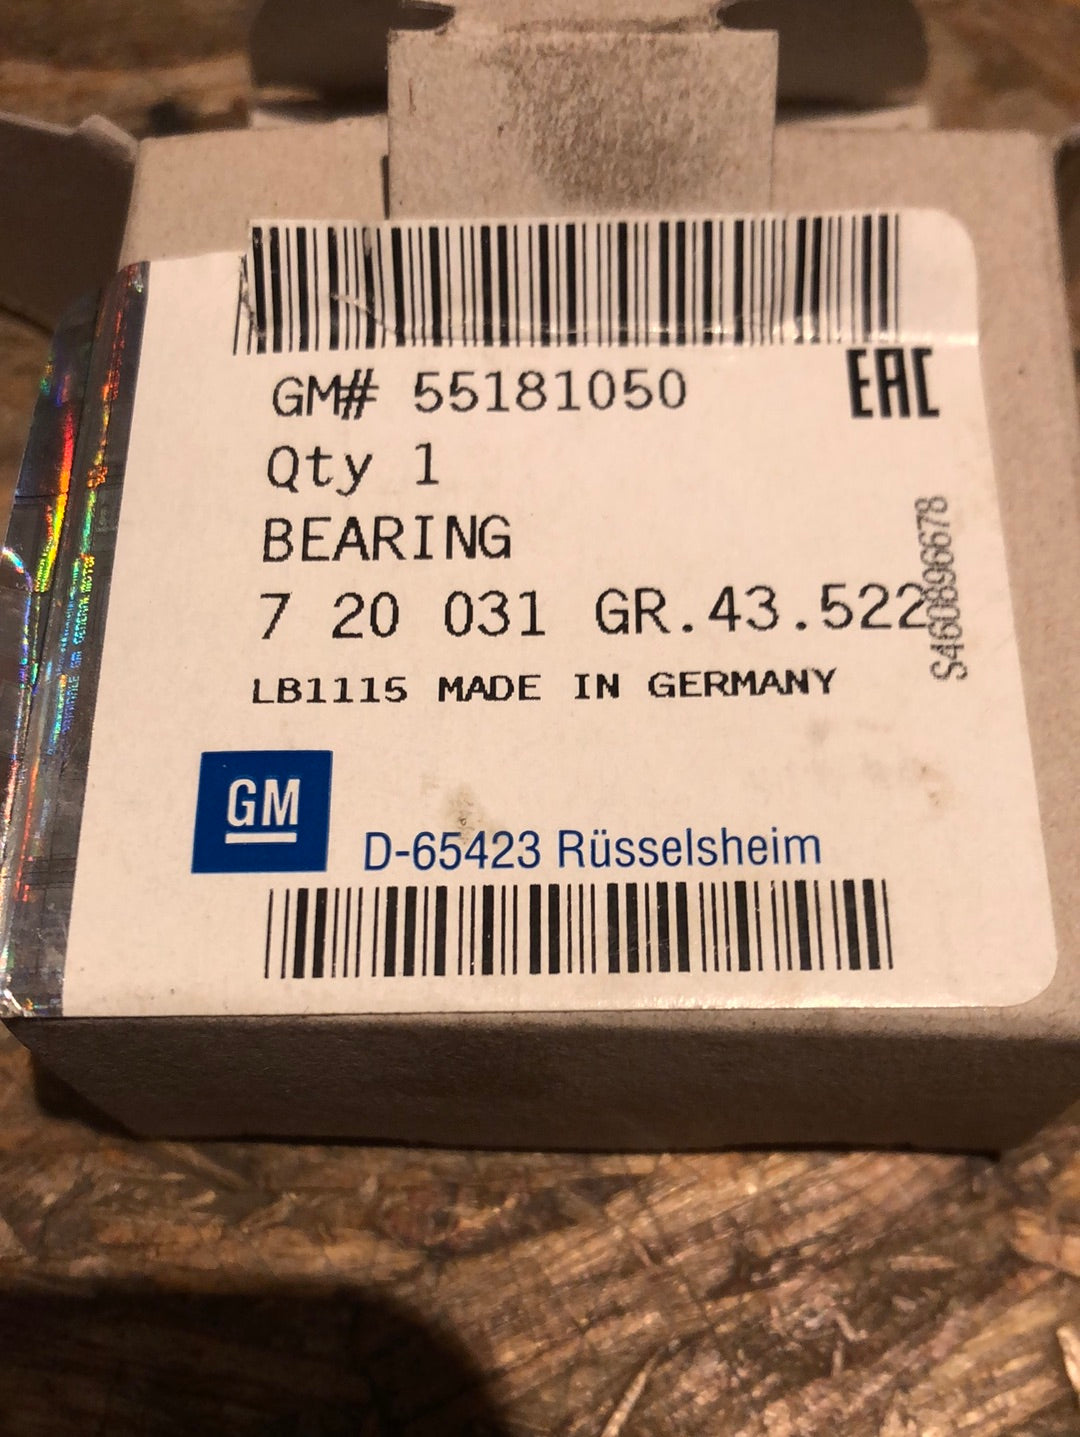 GM# 55181050
EAC
Qty 1
BEARING
7 20 031 GR.43.522
S460896678
LB1115 MADE IN GERMANY
GM
D-65423 Rüsselsheim